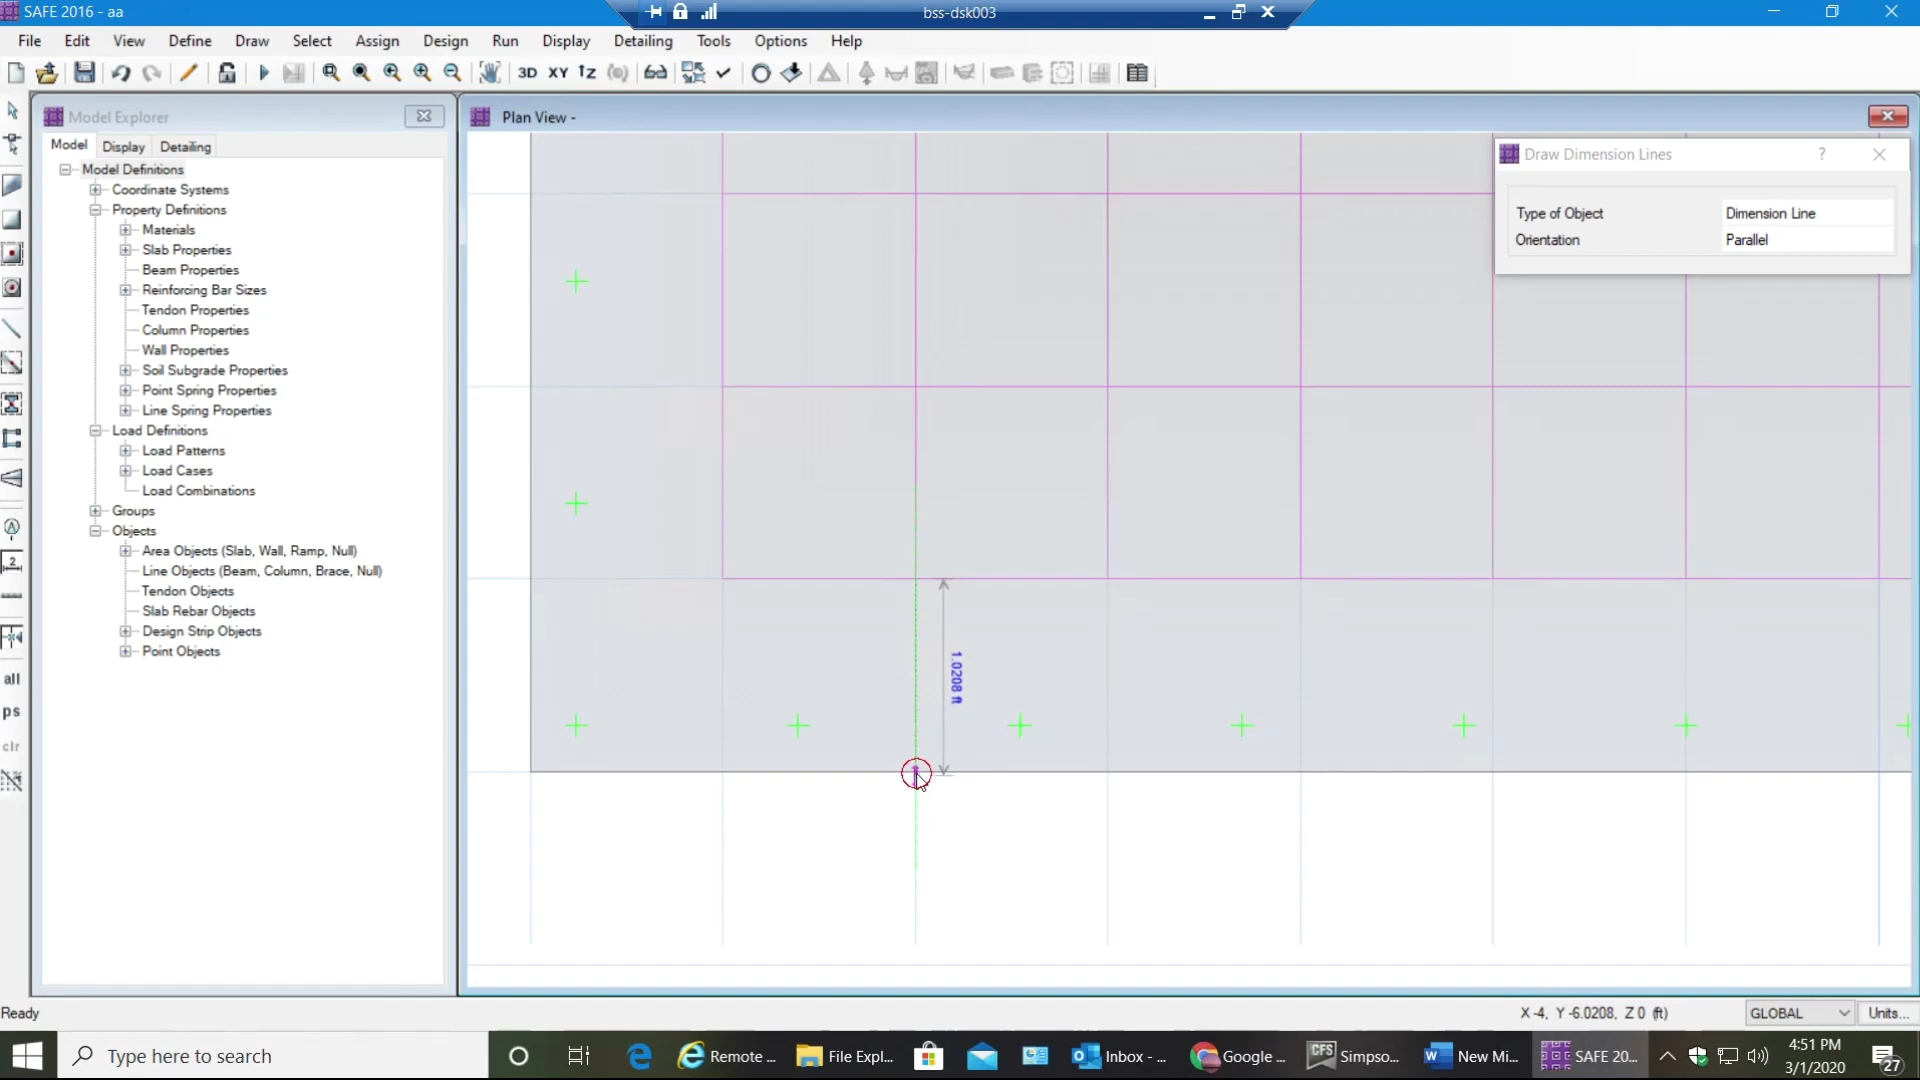 SAFE 2016 - aa
bss-dsk003
File Edit View Define Draw Select Assign Design Run Display Detailing Tools Options Help
3D XY
Model Explorer
Plan View -
Model Display Detailing
Model Definitions
Coordinate Systems
Property Definitions
Materials
Slab Properties
Beam Properties
Reinforcing Bar Sizes
Tendon Properties
Column Properties
Wall Properties
Soil Subgrade Properties
Point Spring Properties
Line Spring Properties
Load Definitions
Load Patterns
Load Cases
Load Combinations
Groups
Objects
Area Objects (Slab, Wall, Ramp, Null)
Line Objects (Beam, Column, Brace, Null)
Tendon Objects
Slab Rebar Objects
Design Strip Objects
Point Objects
all
ps
clr
Draw Dimension Lines ?
Type of Object Dimension Line
Orientation Parallel
1.0208 ft
Ready
X -4, Y -6.0208, Z 0 (ft)
GLOBAL
Units...
Type here to search
Remote ...
File Expl...
Inbox - ...
Google ...
CFS
Simpso...
New Mi...
SAFE 20...
4:51 PM
3/1/2020
27